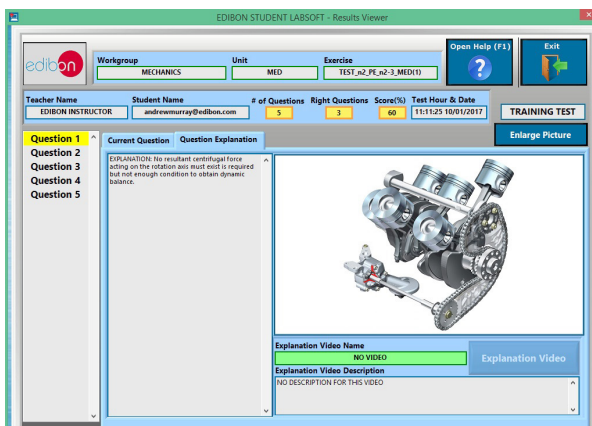 EDIBON STUDENT LABSOFT - Results Viewer
edibon
Workgroup
MECHANICS
Unit
MED
Exercise
TEST_n2_PE_n2-3_MED(1)
Open Help (F1)
?
Exit
Teacher Name
EDIBON INSTRUCTOR
Student Name
andrewmurray@edibon.com
# of Questions
5
Right Questions
3
Score(%)
60
Test Hour & Date
11:11:25 10/01/2017
TRAINING TEST
Enlarge Picture
Question 1
Question 2
Question 3
Question 4
Question 5
Current Question
Question Explanation
EXPLANATION: No resultant centrifugal force
acting on the rotation axis must exist is required
but not enough condition to obtain dynamic
balance.
Explanation Video Name
NO VIDEO
Explanation Video
Explanation Video Description
NO DESCRIPTION FOR THIS VIDEO